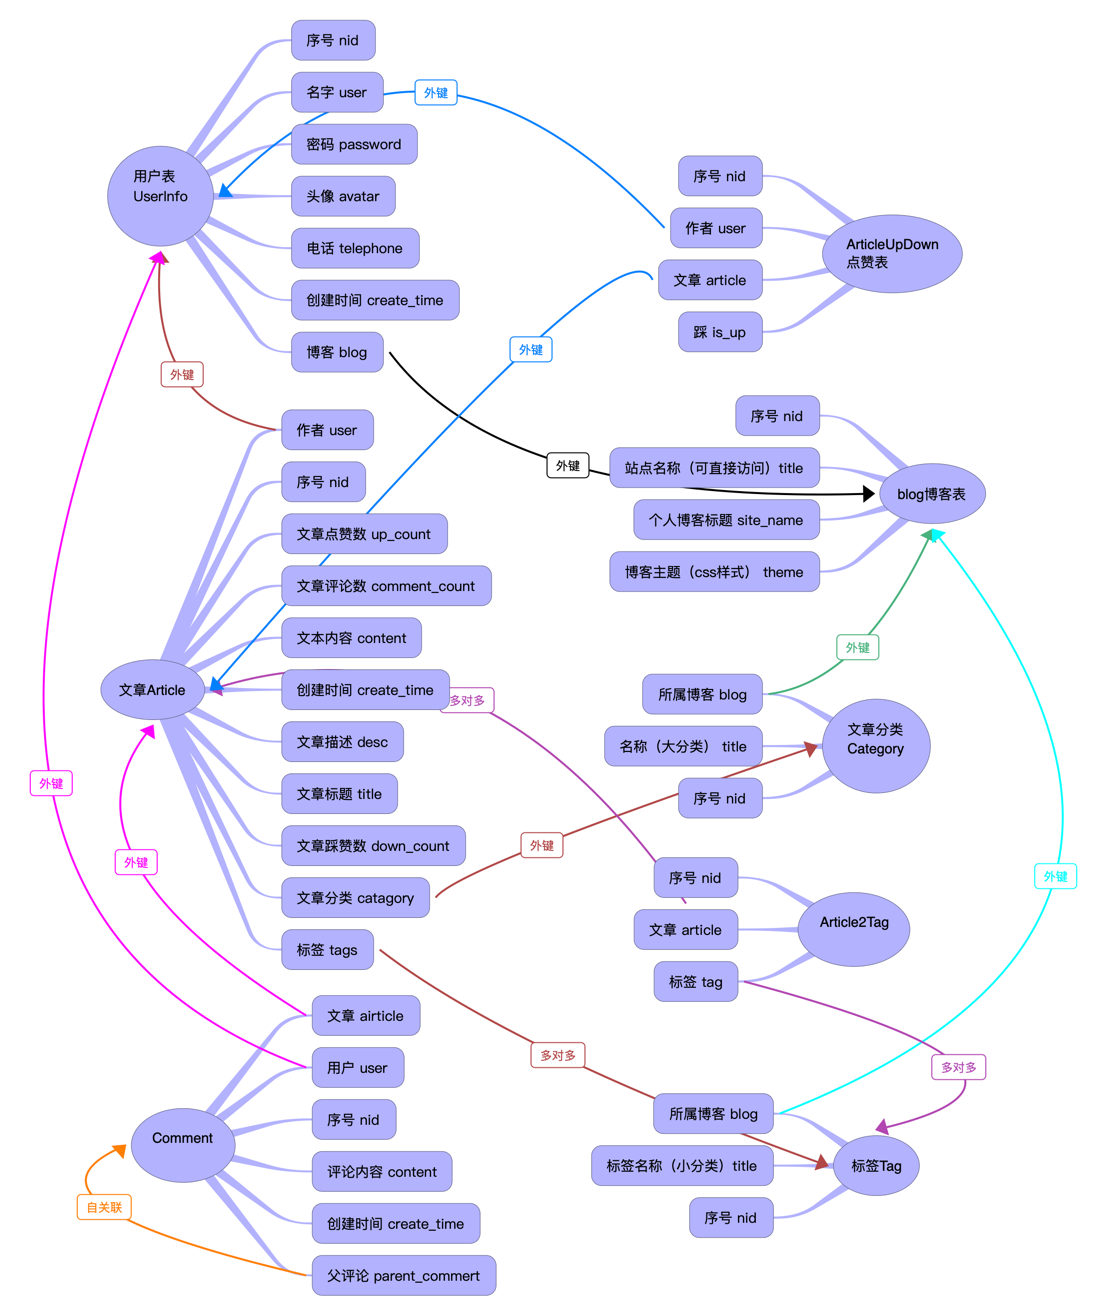 序号 nid
名字 user
外键
密码 password
用户表
UserInfo
头像 avatar
电话 telephone
创建时间 create_time
博客 blog
序号 nid
作者 user
ArticleUpDown
点赞表
文章 article
踩 is_up
外键
外键
作者 user
序号 nid
文章点赞数 up_count
文章评论数 comment_count
文本内容 content
文章Article
创建时间 create_time
多对多
文章描述 desc
文章标题 title
文章踩赞数 down_count
文章分类 catagory
标签 tags
外键
序号 nid
站点名称（可直接访问）title
blog博客表
个人博客标题 site_name
博客主题（css样式） theme
外键
所属博客 blog
文章分类
Category
名称（大分类） title
序号 nid
外键
外键
外键
外键
序号 nid
Article2Tag
文章 article
标签 tag
文章 airticle
用户 user
序号 nid
Comment
评论内容 content
创建时间 create_time
父评论 parent_commert
自关联
多对多
多对多
所属博客 blog
标签名称（小分类）title
标签Tag
序号 nid